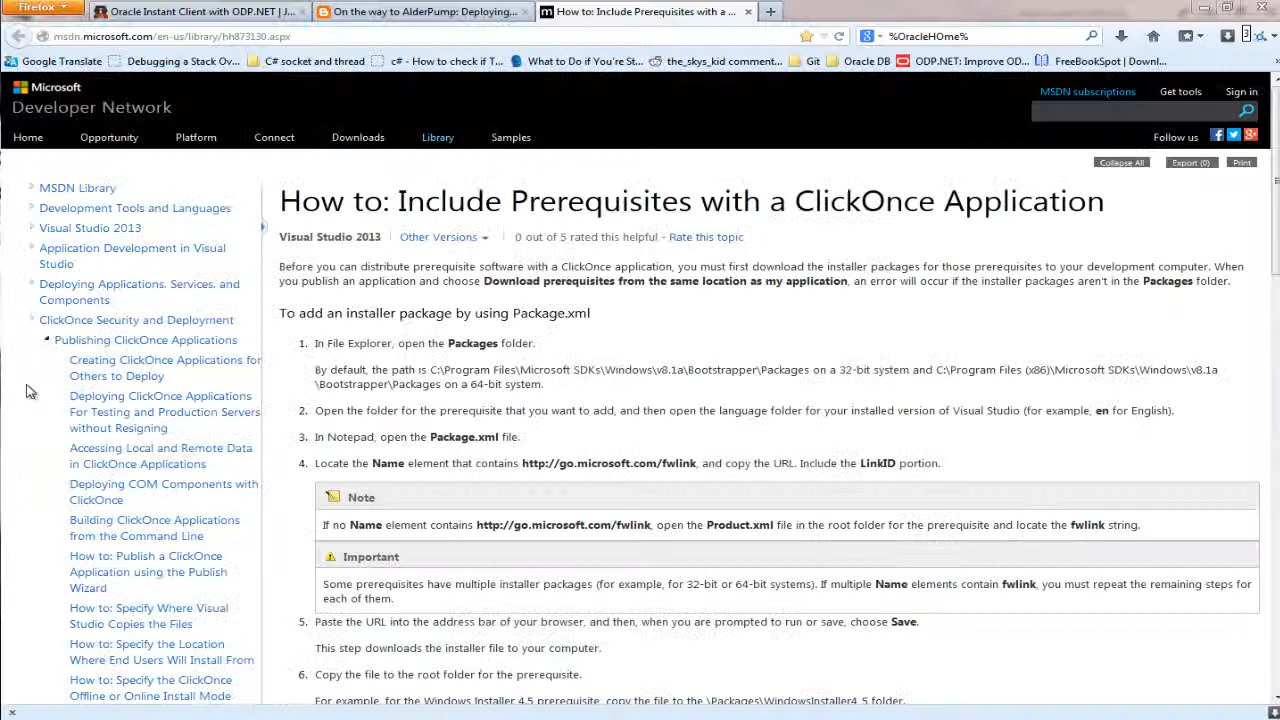 Firefox
Oracle Instant Client with ODP.NET | J...
On the way to AlderPump: Deploying...
How to: Include Prerequisites with a ...
msdn.microsoft.com/en-us/library/hh873130.aspx
%OracleHOme%
3
Google Translate
Debugging a Stack Ov...
C# socket and thread
c# - How to check if T...
What to Do if You're St...
the_sky_s_kid comment...
Git
Oracle DB
ODP.NET: Improve OD...
FreeBookSpot | Downl...
Microsoft
Developer Network
MSDN subscriptions
Get tools
Sign in
Home
Opportunity
Platform
Connect
Downloads
Library
Samples
Follow us
Collapse All
Export (0)
Print
MSDN Library
Development Tools and Languages
Visual Studio 2013
Application Development in Visual
Studio
Deploying Applications, Services, and
Components
ClickOnce Security and Deployment
Publishing ClickOnce Applications
Creating ClickOnce Applications for
Others to Deploy
Deploying ClickOnce Applications
For Testing and Production Servers
without Resigning
Accessing Local and Remote Data
in ClickOnce Applications
Deploying COM Components with
ClickOnce
Building ClickOnce Applications
from the Command Line
How to: Publish a ClickOnce
Application using the Publish
Wizard
How to: Specify Where Visual
Studio Copies the Files
How to: Specify the Location
Where End Users Will Install From
How to: Specify the ClickOnce
Offline or Online Install Mode
How to: Include Prerequisites with a ClickOnce Application
Visual Studio 2013
Other Versions
0 out of 5 rated this helpful - Rate this topic
Before you can distribute prerequisite software with a ClickOnce application, you must first download the installer packages for those prerequisites to your development computer. When
you publish an application and choose Download prerequisites from the same location as my application, an error will occur if the installer packages aren't in the Packages folder.
To add an installer package by using Package.xml
1. In File Explorer, open the Packages folder.
By default, the path is C:\Program Files\Microsoft SDKs\Windows\v8.1a\Bootstrapper\Packages on a 32-bit system and C:\Program Files (x86)\Microsoft SDKs\Windows\v8.1a
\Bootstrapper\Packages on a 64-bit system.
2. Open the folder for the prerequisite that you want to add, and then open the language folder for your installed version of Visual Studio (for example, en for English).
3. In Notepad, open the Package.xml file.
4. Locate the Name element that contains http://go.microsoft.com/fwlink, and copy the URL. Include the LinkID portion.
Note
If no Name element contains http://go.microsoft.com/fwlink, open the Product.xml file in the root folder for the prerequisite and locate the fwlink string.
Important
Some prerequisites have multiple installer packages (for example, for 32-bit or 64-bit systems). If multiple Name elements contain fwlink, you must repeat the remaining steps for
each of them.
5. Paste the URL into the address bar of your browser, and then, when you are prompted to run or save, choose Save.
This step downloads the installer file to your computer.
6. Copy the file to the root folder for the prerequisite.
For example, for the Windows Installer 4.5 prerequisite, copy the file to the \Packages\WindowsInstaller4_5 folder.